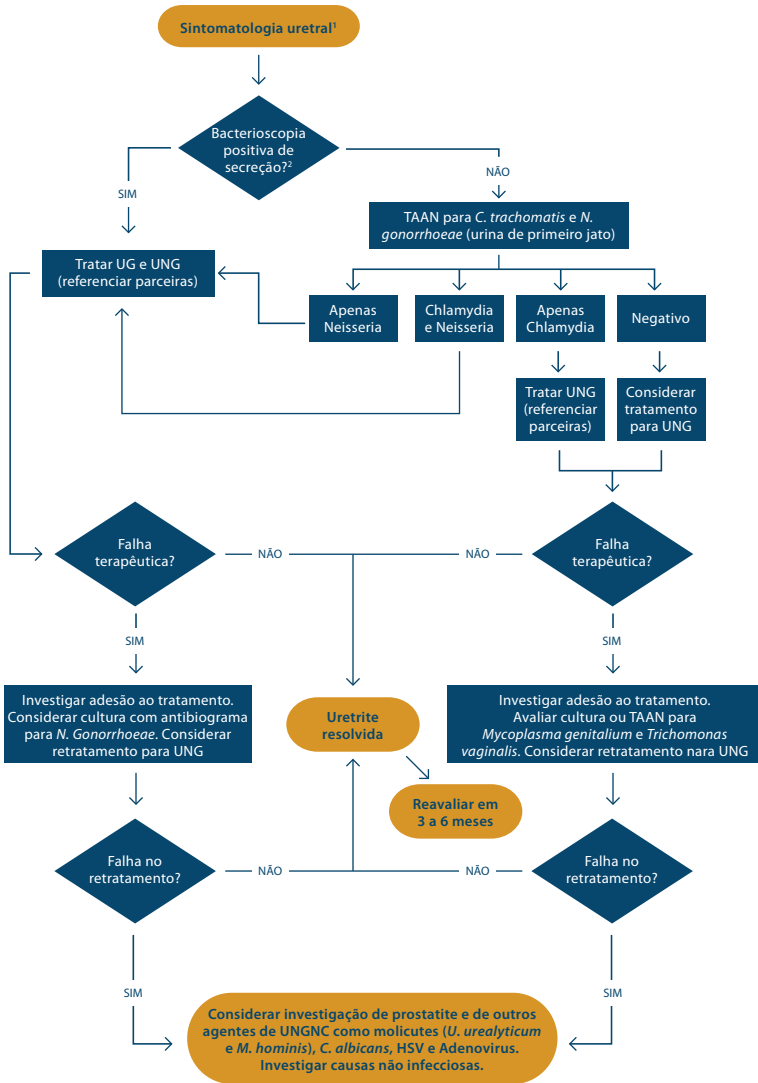 Sintomatologia uretral¹
Bacterioscopia
positiva de
secreção?²
SIM
NÃO
TAAN para C. trachomatis e N.
gonorrhoeae (urina de primeiro jato)
Tratar UG e UNG
(referenciar parceiras)
Apenas
Neisseria
Chlamydia
e Neisseria
Apenas
Chlamydia
Negativo
Tratar UNG
(referenciar
parceiras)
Considerar
tratamento
para UNG
Falha
terapêutica?
NÃO
NÃO
Falha
terapêutica?
SIM
SIM
Investigar adesão ao tratamento.
Considerar cultura com antibiograma
para N. Gonorrhoeae. Considerar
retratamento para UNG
Uretrite
resolvida
Investigar adesão ao tratamento.
Avaliar cultura ou TAAN para
Mycoplasma genitalium e Trichomonas
vaginalis. Considerar retratamento nara UNG
Reavaliar em
3 a 6 meses
Falha no
retratamento?
NÃO
NÃO
Falha no
retratamento?
SIM
SIM
Considerar investigação de prostatite e de outros
agentes de UNGNC como molicutes (U. urealyticum
e M. hominis), C. albicans, HSV e Adenovirus.
Investigar causas não infecciosas.